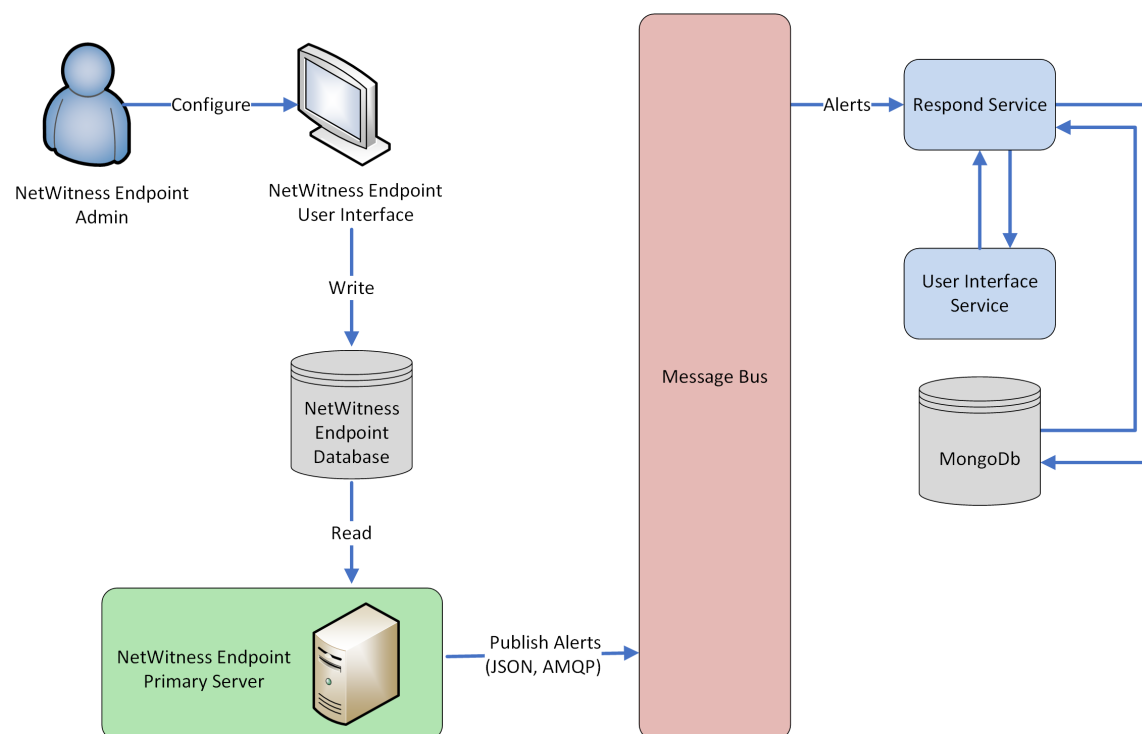 Configure
NetWitness Endpoint
Admin
NetWitness Endpoint
User Interface
Write
NetWitness
Endpoint
Database
Read
NetWitness Endpoint
Primary Server
Publish Alerts
(JSON, AMQP)
Message Bus
Alerts
Respond Service
User Interface
Service
MongoDb